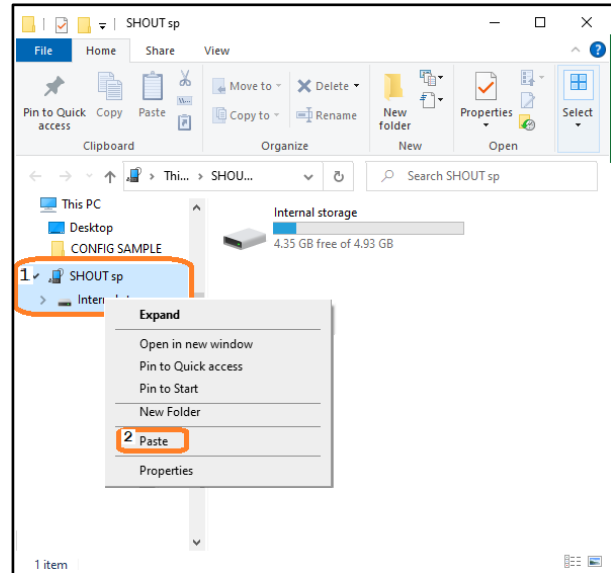 SHOUT sp
File Home Share View
Pin to Quick access
Copy
Paste
Move to
Copy to
Delete
Rename
New folder
Properties
Select
Clipboard Organize New Open
Thi... > SHOU...
Search SHOUT sp
This PC
Desktop
CONFIG SAMPLE
1
SHOUT sp
Internal storage
4.35 GB free of 4.93 GB
Expand
Open in new window
Pin to Quick access
Pin to Start
New Folder
2 Paste
Properties
1 item